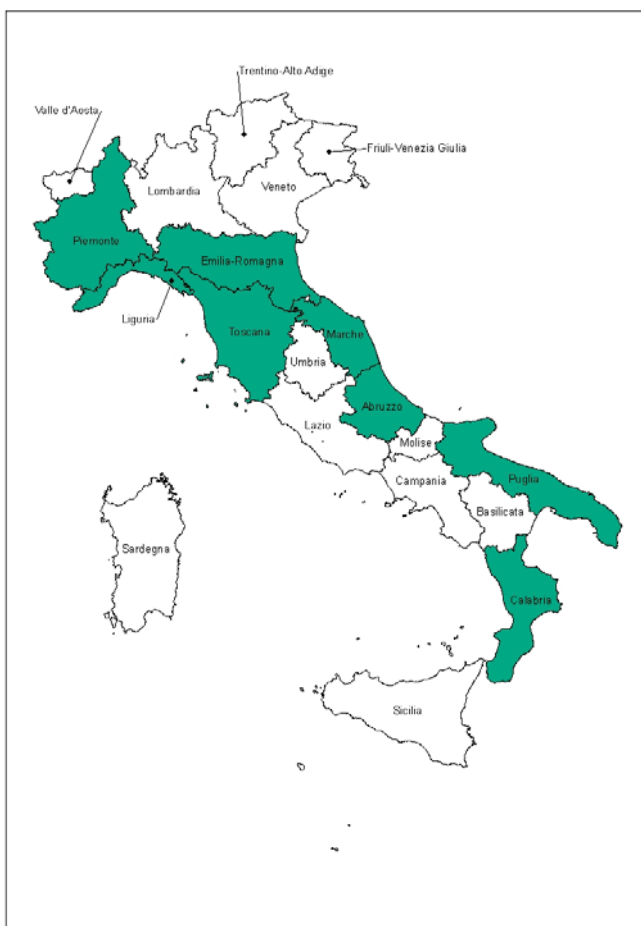 Trentino-Alto Adige
Valle d'Aosta
Friuli-Venezia Giulia
Lombardia
Veneto
Piemonte
Emilia-Romagna
Liguria
Toscana
Marche
Umbria
Abruzzo
Lazio
Molise
Campania
Puglia
Basilicata
Sardegna
Calabria
Sicilia